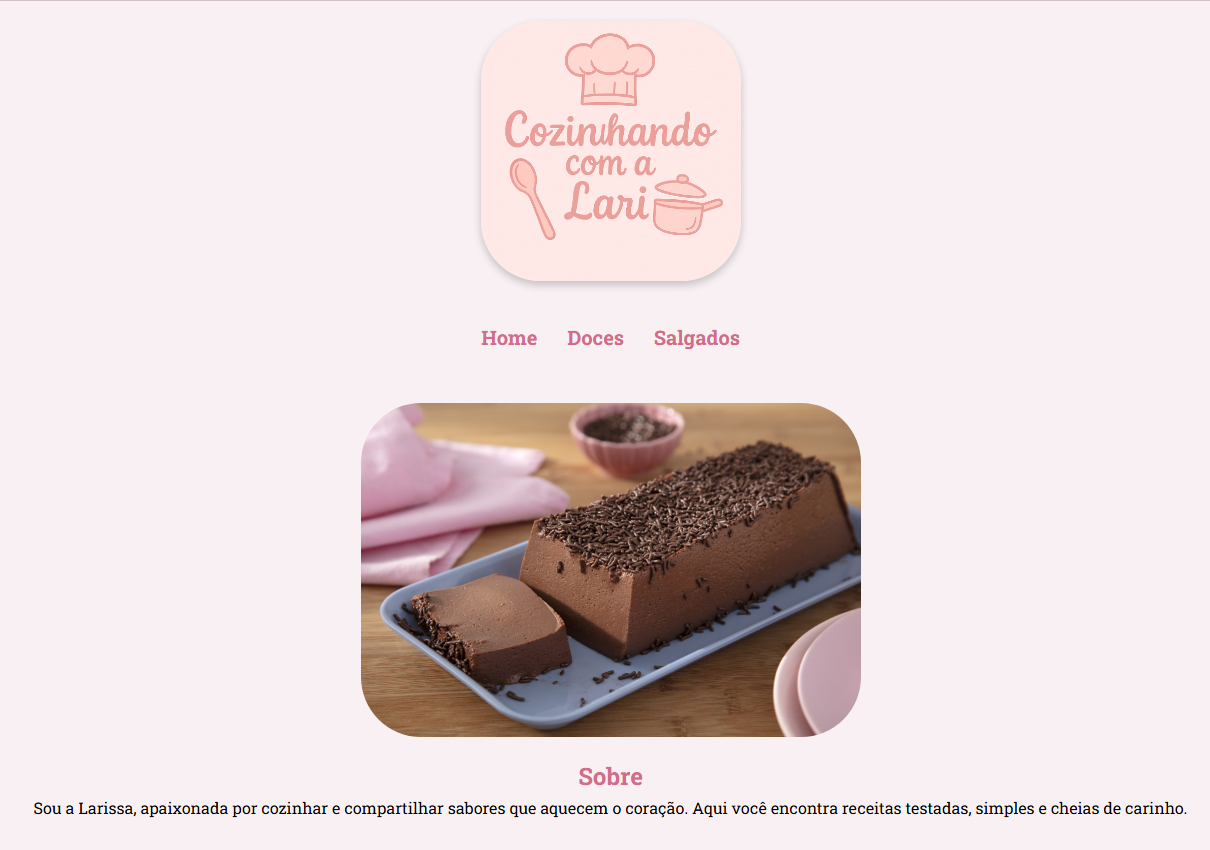 Cozinhando
com a
Lari
Home Doces Salgados
Sobre
Sou a Larissa, apaixonada por cozinhar e compartilhar sabores que aquecem o coração. Aqui você encontra receitas testadas, simples e cheias de carinho.